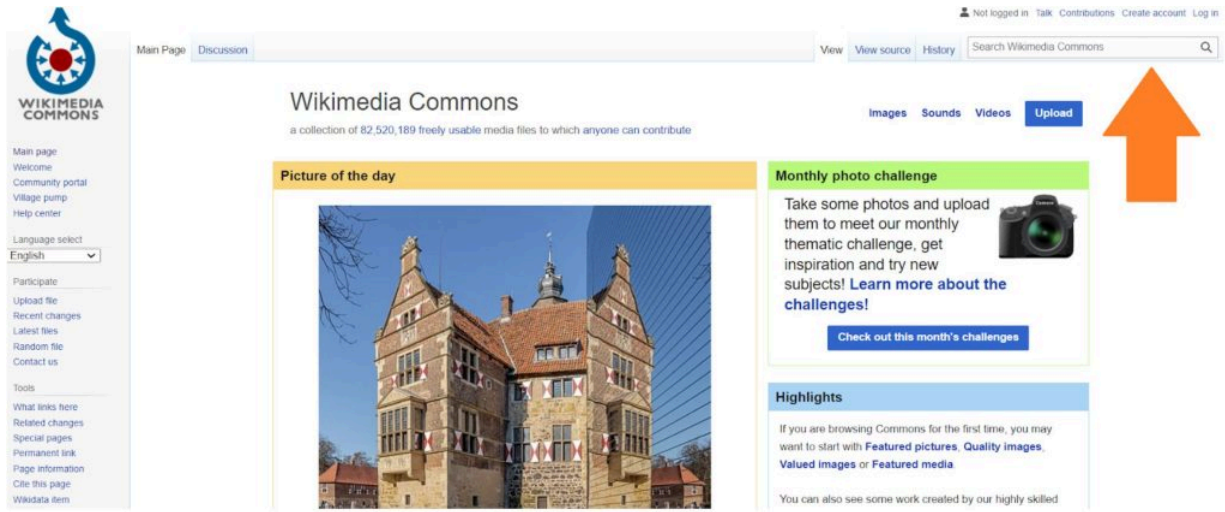 Not logged in Talk Contributions Create account Log in
Main Page Discussion
View View source History Search Wikimedia Commons
WIKIMEDIA
COMMONS
Main page
Welcome
Community portal
Village pump
Help center
Language select
English
Participate
Upload file
Recent changes
Latest files
Random file
Contact us
Tools
What links here
Related changes
Special pages
Permanent link
Page information
Cite this page
Wikidata item
Wikimedia Commons
a collection of 82,520,189 freely usable media files to which anyone can contribute
Images Sounds Videos Upload
Picture of the day
Monthly photo challenge
Take some photos and upload
them to meet our monthly
thematic challenge, get
inspiration and try new
subjects! Learn more about the
challenges!
Check out this month's challenges
Highlights
If you are browsing Commons for the first time, you may
want to start with Featured pictures, Quality images,
Valued images or Featured media.
You can also see some work created by our highly skilled